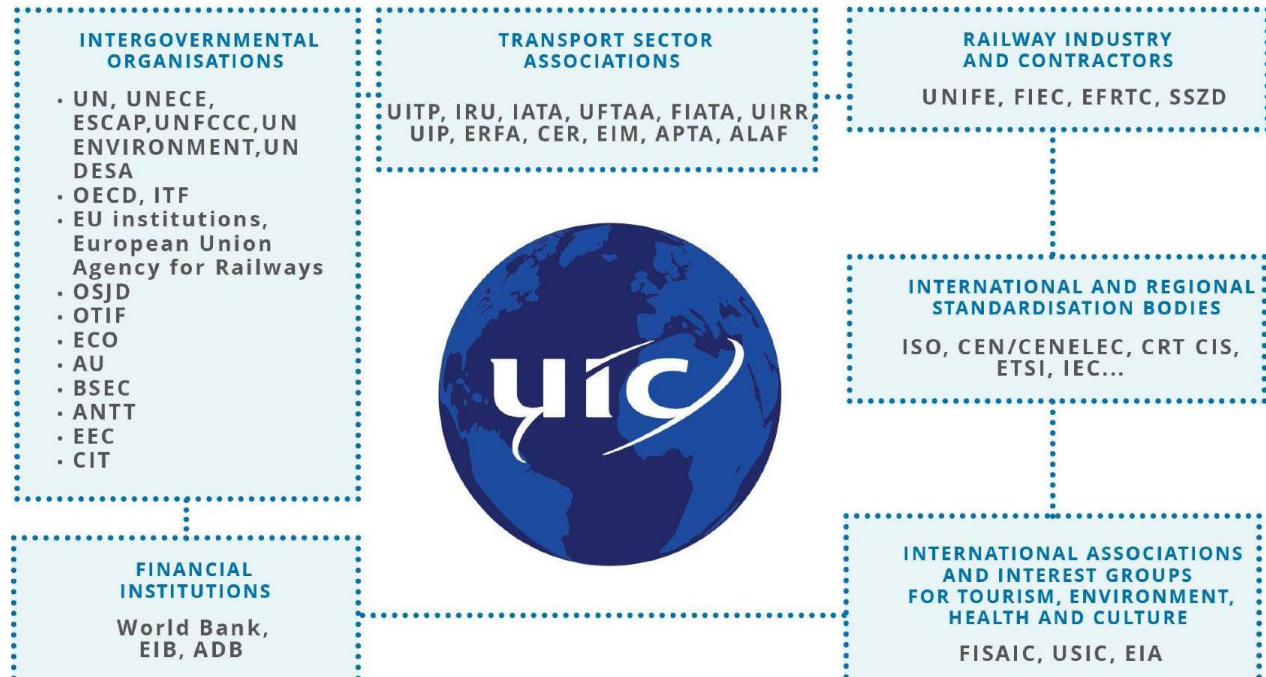 INTERGOVERNMENTAL
ORGANISATIONS
• UN, UNECE,
ESCAP,UNFCCC,UN
ENVIRONMENT,UN
DESA
• OECD, ITF
• EU institutions,
European Union
Agency for Railways
• OSJD
• OTIF
• ECO
• AU
• BSEC
• ANTT
• EEC
• CIT
TRANSPORT SECTOR
ASSOCIATIONS
UITP, IRU, IATA, UFTAA, FIATA, UIRR,
UIP, ERFA, CER, EIM, APTA, ALAF
RAILWAY INDUSTRY
AND CONTRACTORS
UNIFE, FIEC, EFRTC, SSZD
uic
INTERNATIONAL AND REGIONAL
STANDARDISATION BODIES
ISO, CEN/CENELEC, CRT CIS,
ETSI, IEC...
FINANCIAL
INSTITUTIONS
World Bank,
EIB, ADB
INTERNATIONAL ASSOCIATIONS
AND INTEREST GROUPS
FOR TOURISM, ENVIRONMENT,
HEALTH AND CULTURE
FISAIC, USIC, EIA